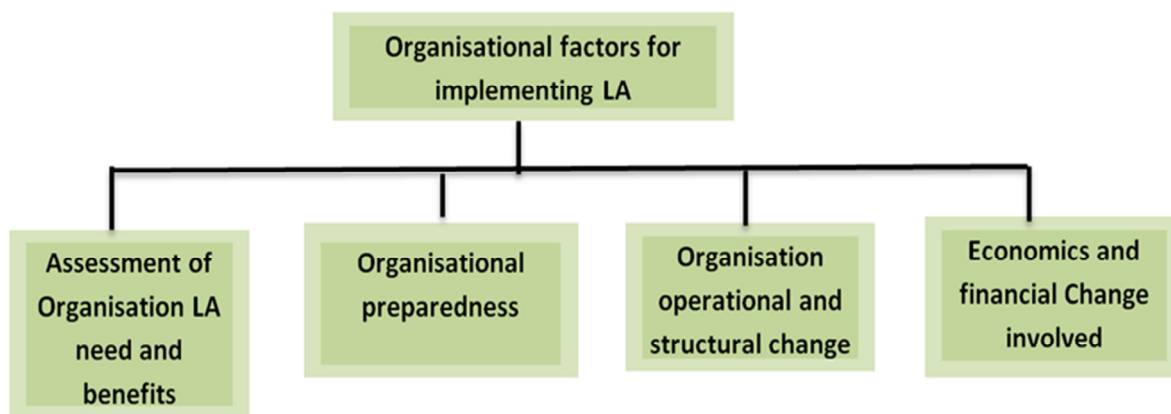 Organisational factors for
implementing LA
Assessment of
Organisation LA
need and
benefits
Organisational
preparedness
Organisation
operational and
structural change
Economics and
financial Change
involved